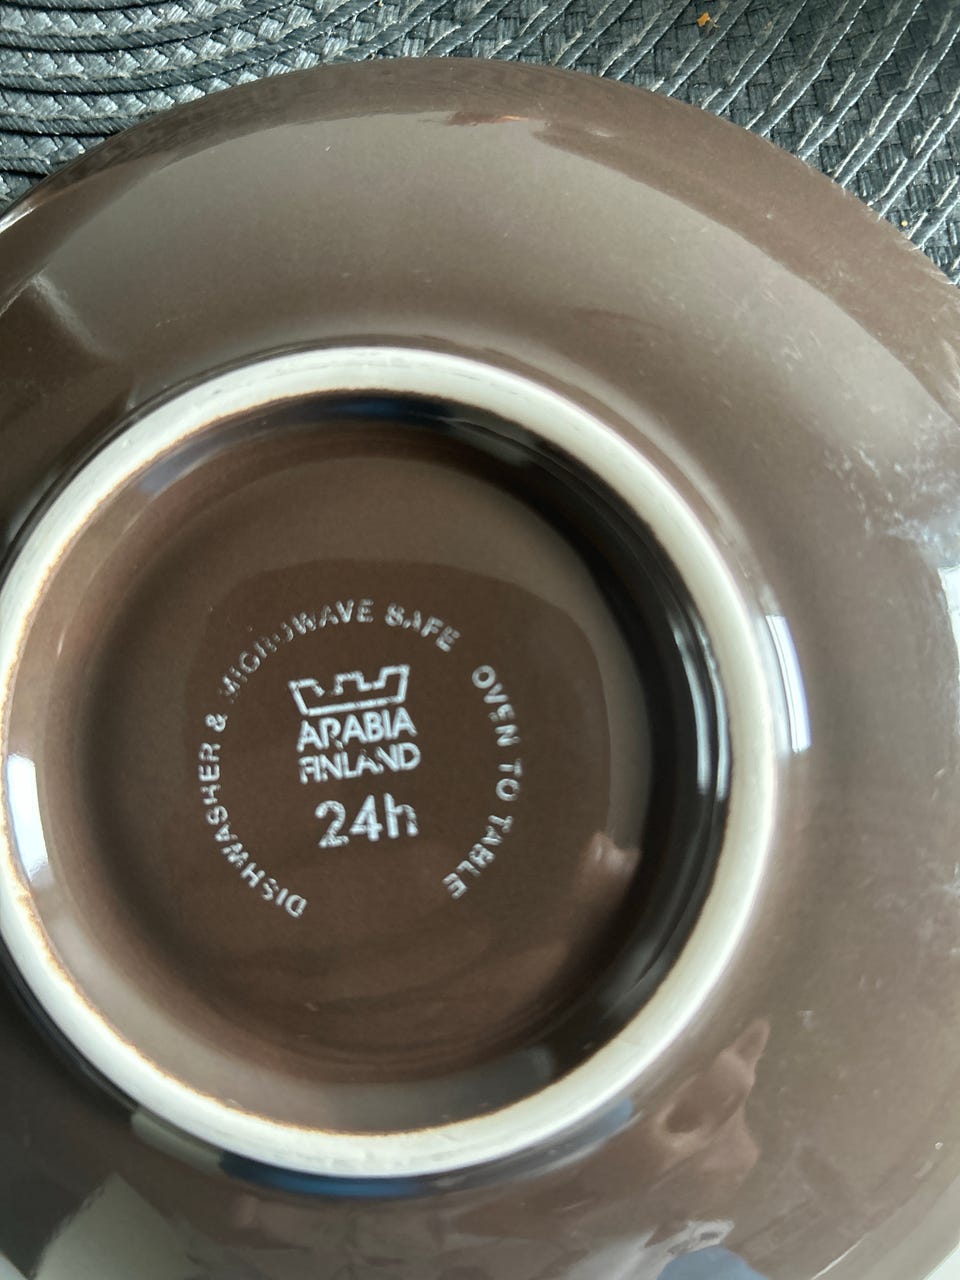 DISHWASHER & MICROWAVE SAFE OVEN TO TABLE
ARABIA
FINLAND
24h